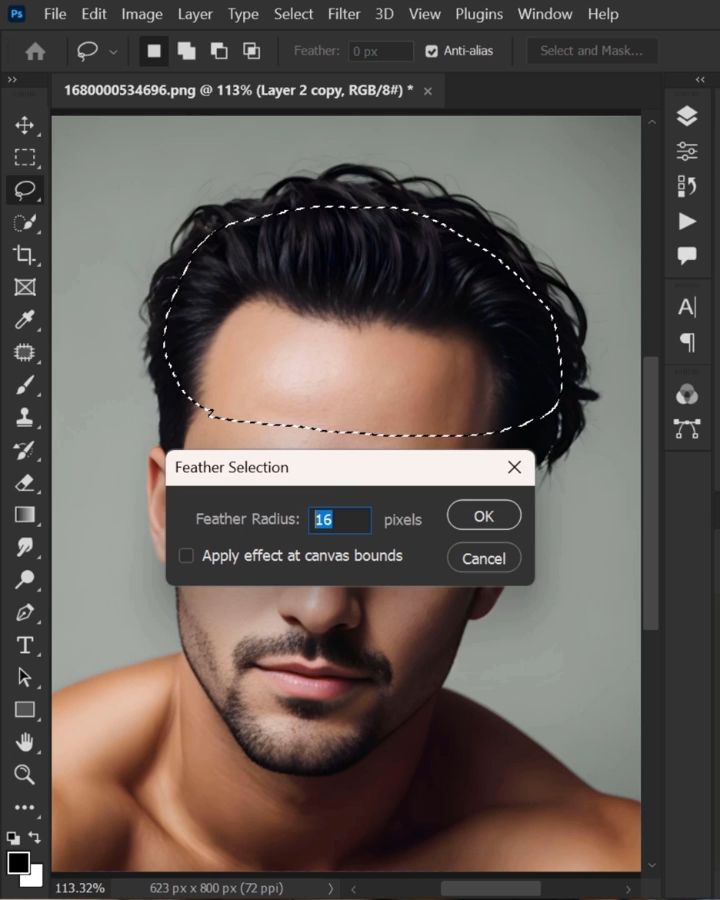 Ps File Edit Image Layer Type Select Filter 3D View Plugins Window Help
Feather: 0 px Anti-alias Select and Mask...
1680000534696.png @ 113% (Layer 2 copy, RGB/8#) * ×
A|
Feather Selection
Feather Radius: 16 pixels OK
Apply effect at canvas bounds Cancel
T
113.32% 623 px x 800 px (72 ppi)